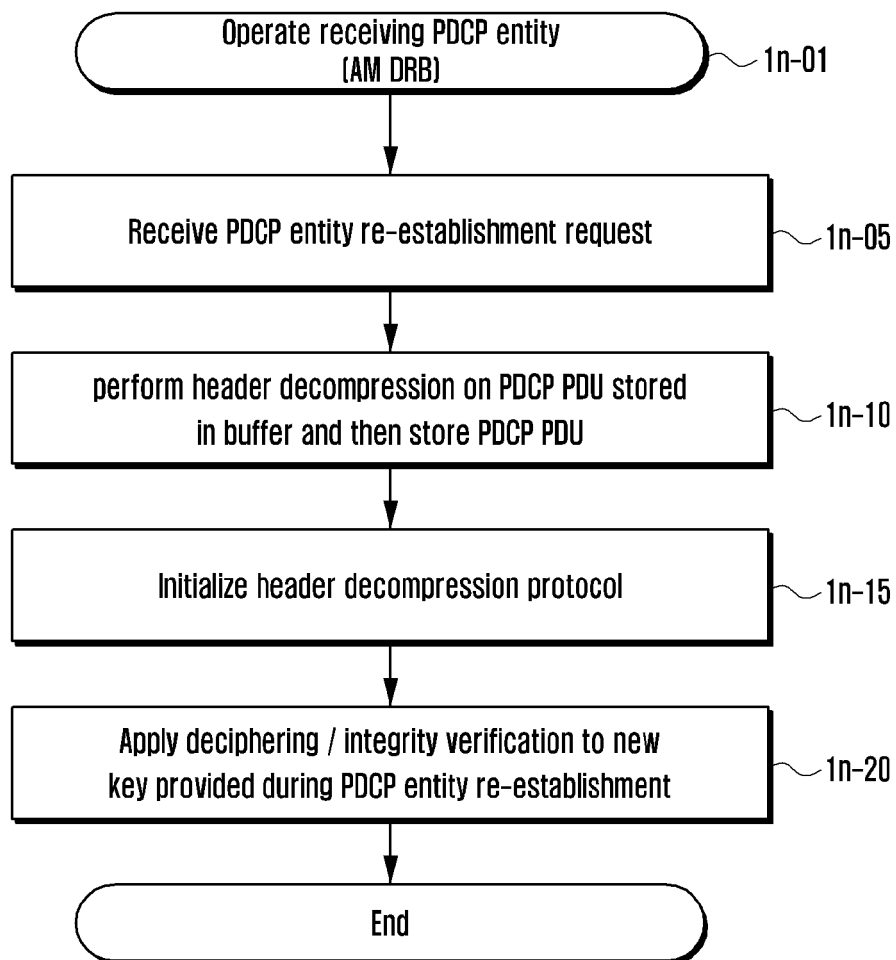 Operate receiving PDCP entity
(AM DRB)
1n-01
Receive PDCP entity re-establishment request
1n-05
perform header decompression on PDCP PDU stored
in buffer and then store PDCP PDU
1n-10
Initialize header decompression protocol
1n-15
Apply deciphering / integrity verification to new
key provided during PDCP entity re-establishment
1n-20
End